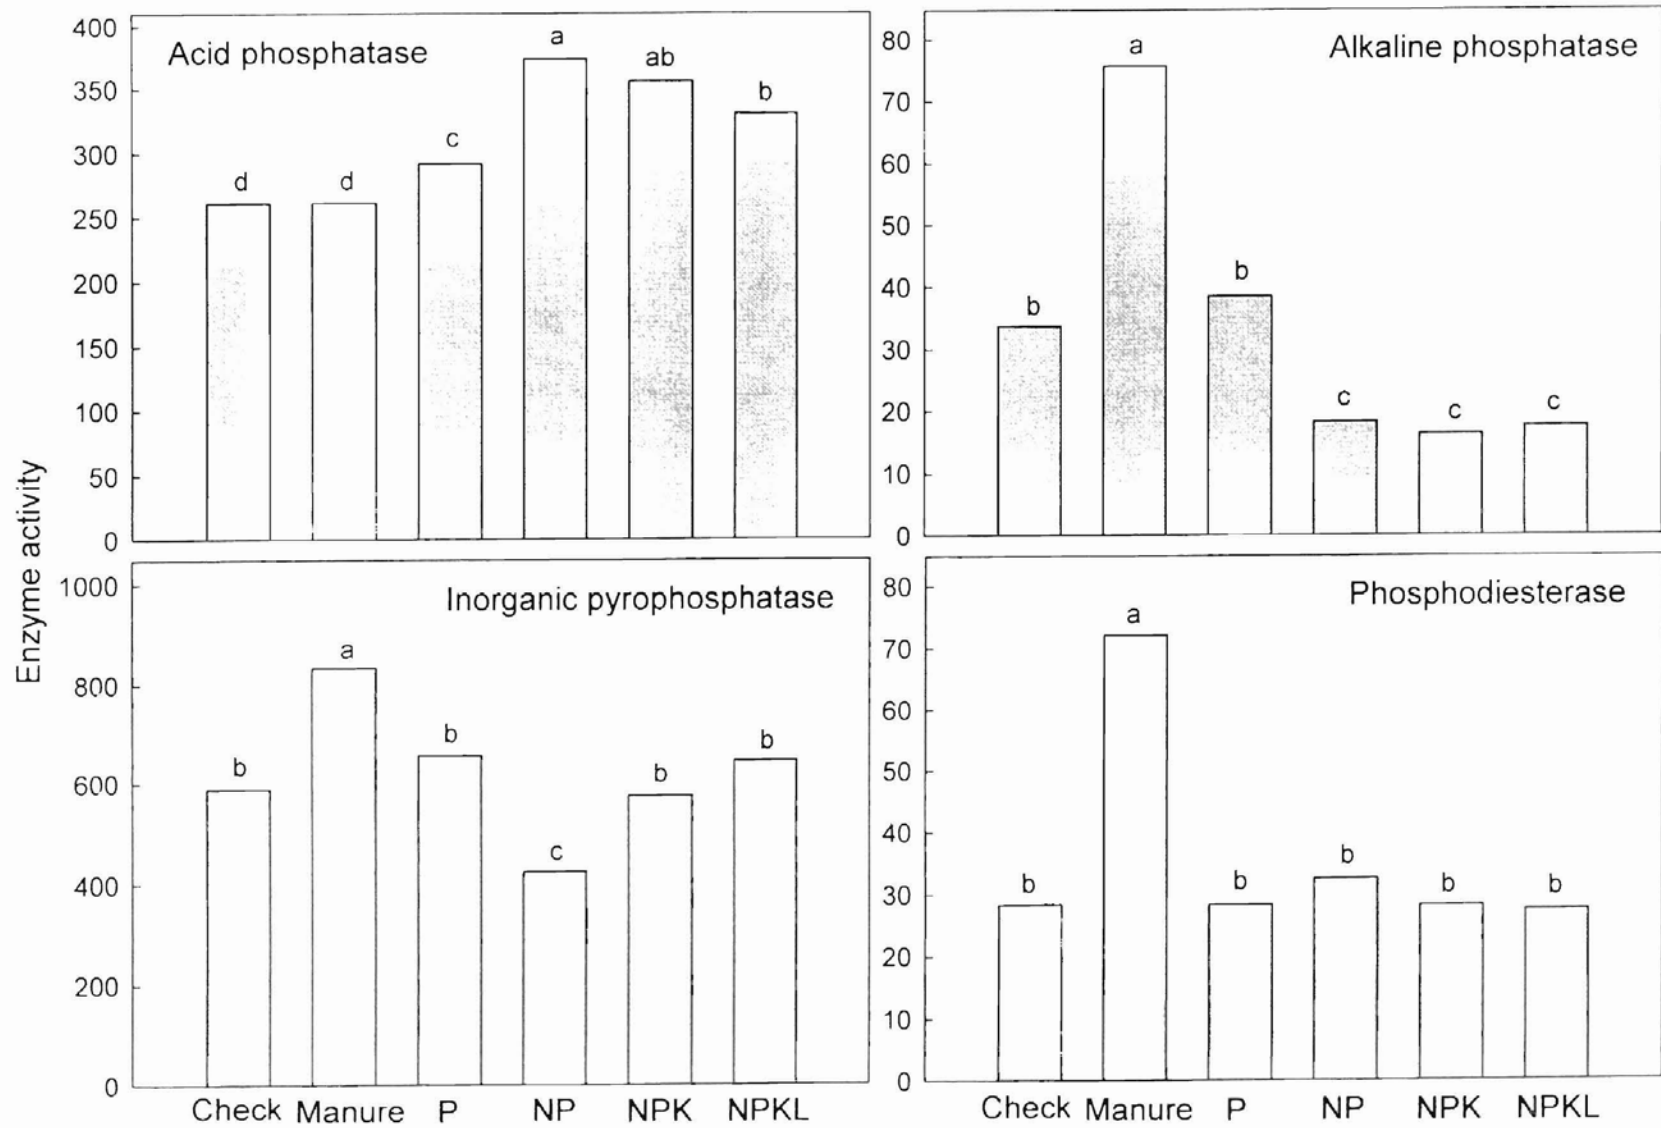 Enzyme activity
Acid phosphatase
400
350
300
250
200
150
100
50
0
d
d
c
a
ab
b
Alkaline phosphatase
80
70
60
50
40
30
20
10
0
b
a
b
c
c
c
Inorganic pyrophosphatase
1000
800
600
400
200
0
b
a
b
c
b
b
Check Manure P NP NPK NPKL
Phosphodiesterase
80
70
60
50
40
30
20
10
0
b
a
b
b
b
b
Check Manure P NP NPK NPKL